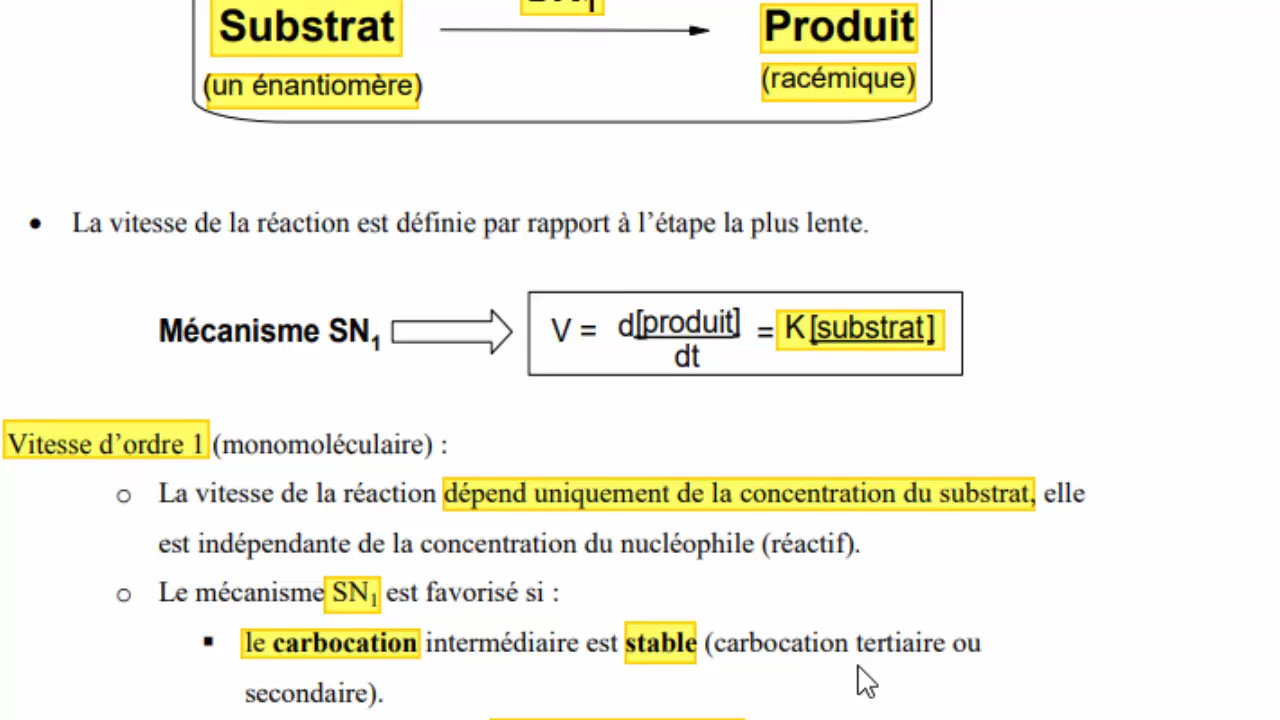 Substrat
Produit
(un énantiomère)
(racémique)
• La vitesse de la réaction est définie par rapport à l'étape la plus lente.
Mécanisme SN1
V = d[produit] = K[substrat]
dt
Vitesse d'ordre 1 (monomoléculaire) :
o La vitesse de la réaction dépend uniquement de la concentration du substrat, elle
est indépendante de la concentration du nucléophile (réactif).
o Le mécanisme SN1 est favorisé si :
▪ le carbocation intermédiaire est stable (carbocation tertiaire ou
secondaire).